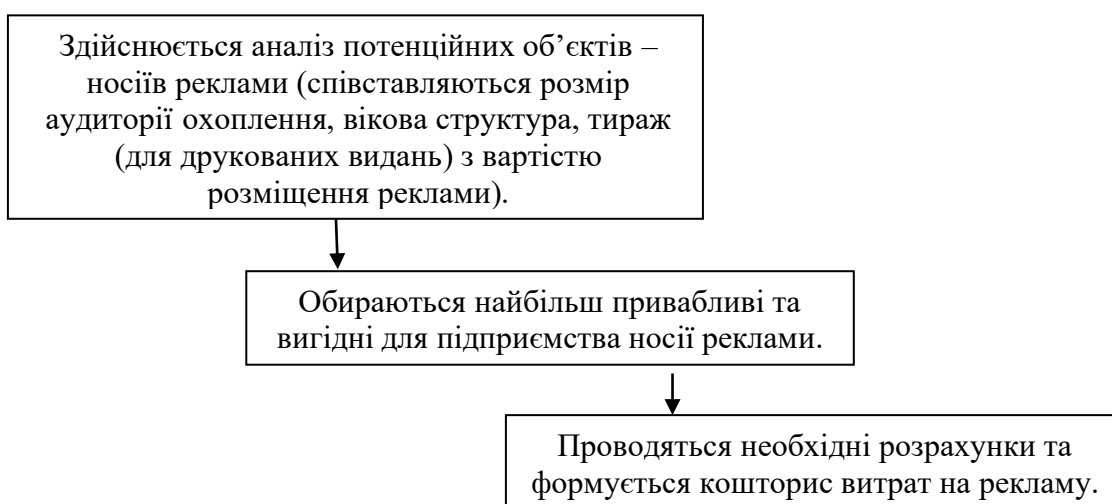 Здійснюється аналіз потенційних об’єктів –
носіїв реклами (співставляються розмір
аудиторії охоплення, вікова структура, тираж
(для друкованих видань) з вартістю
розміщення реклами).
Обираються найбільш привабливі та
вигідні для підприємства носії реклами.
Проводяться необхідні розрахунки та
формується кошторис витрат на рекламу.